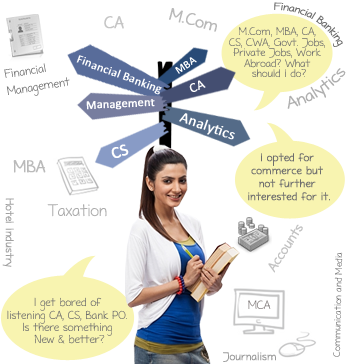 CA
M.Com
Financial Banking
Financial
Management
M.Com, MBA, CA,
CS, CWA, Govt. Jobs,
Private Jobs, Work
Abroad? What
should I do?
Analytics
Financial Banking
MBA
CA
Management
Analytics
CS
MBA
Taxation
I opted for
commerce but
not further
interested for it.
Hotel Industry
Accounts
Communication and Media
I get bored of
listening CA, CS, Bank PO.
Is there something
New & better?
MCA
Journalism